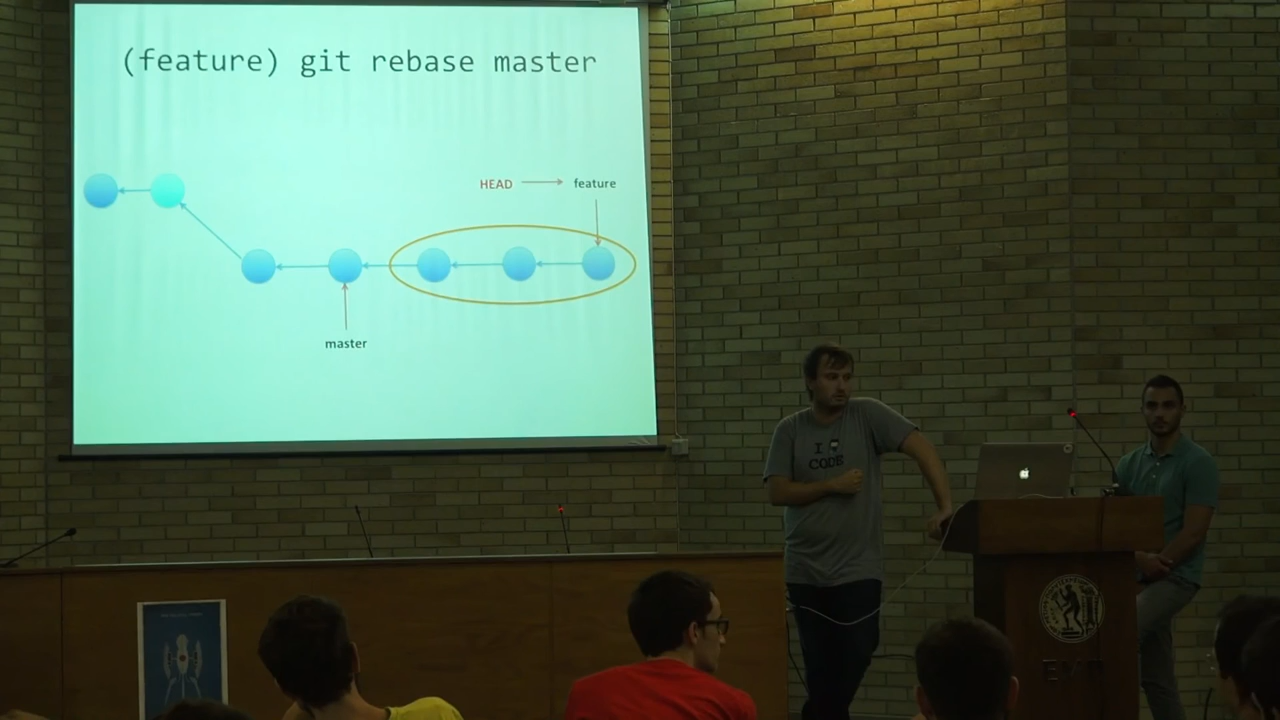 (feature) git rebase master
HEAD feature
master
I
CODE